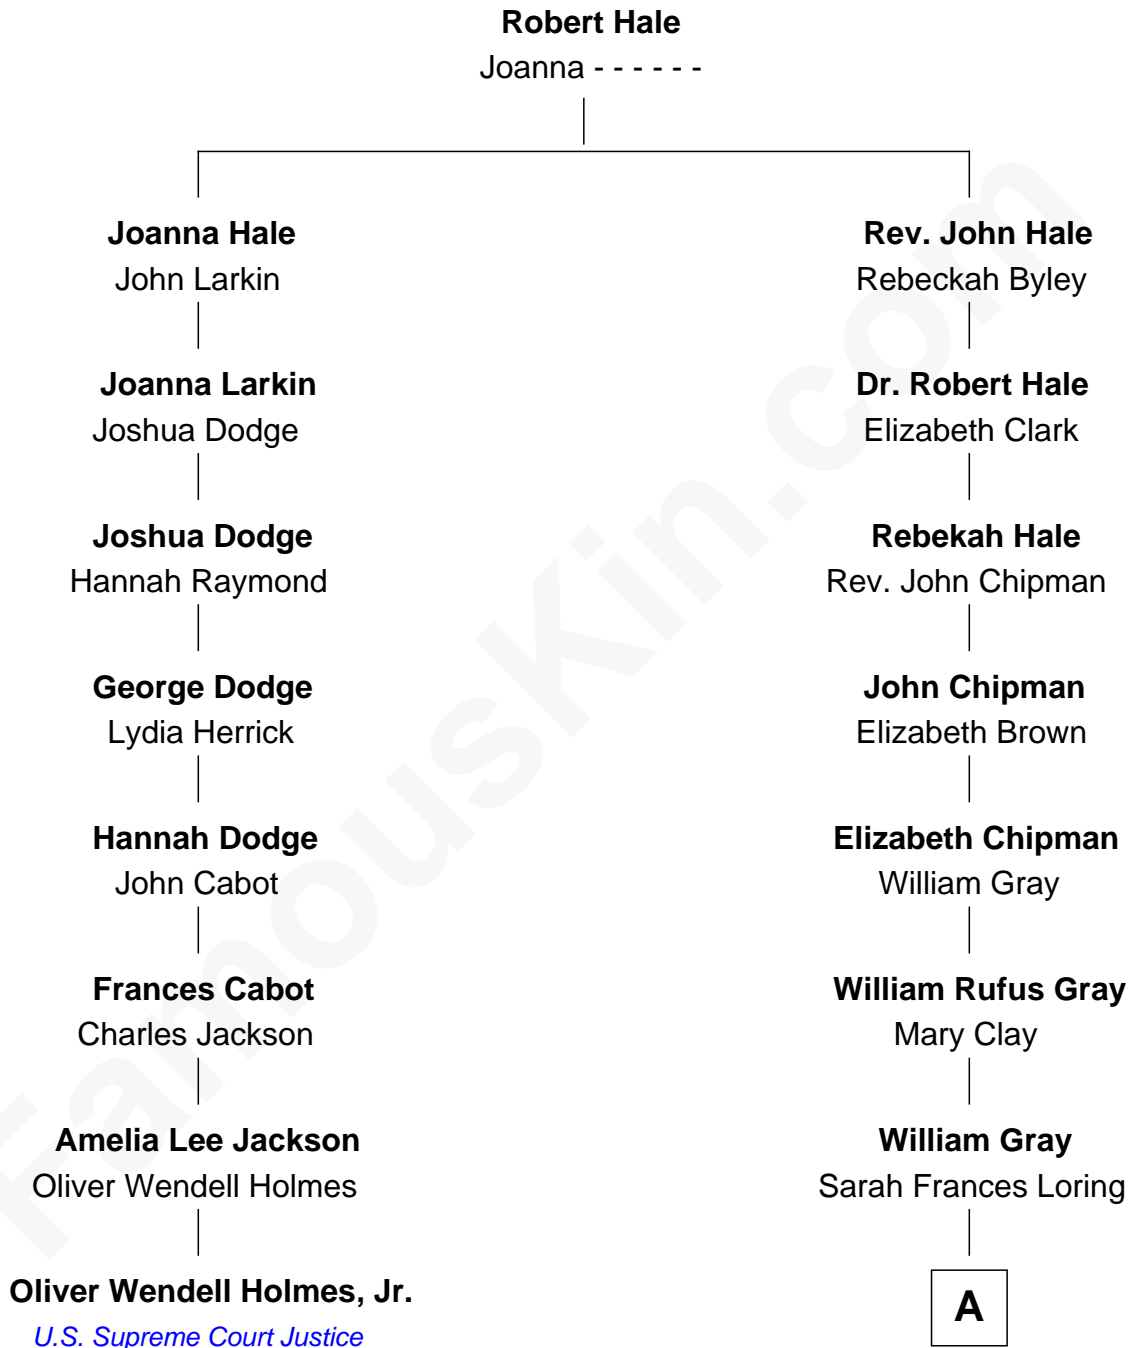 Robert Hale
Joanna - - - - - -
Joanna Hale
John Larkin
Rev. John Hale
Rebeckah Byley
Joanna Larkin
Joshua Dodge
Dr. Robert Hale
Elizabeth Clark
Joshua Dodge
Hannah Raymond
Rebekah Hale
Rev. John Chipman
George Dodge
Lydia Herrick
John Chipman
Elizabeth Brown
Hannah Dodge
John Cabot
Elizabeth Chipman
William Gray
Frances Cabot
Charles Jackson
William Rufus Gray
Mary Clay
Amelia Lee Jackson
Oliver Wendell Holmes
William Gray
Sarah Frances Loring
Oliver Wendell Holmes, Jr.
U.S. Supreme Court Justice
A
FamousKin.com